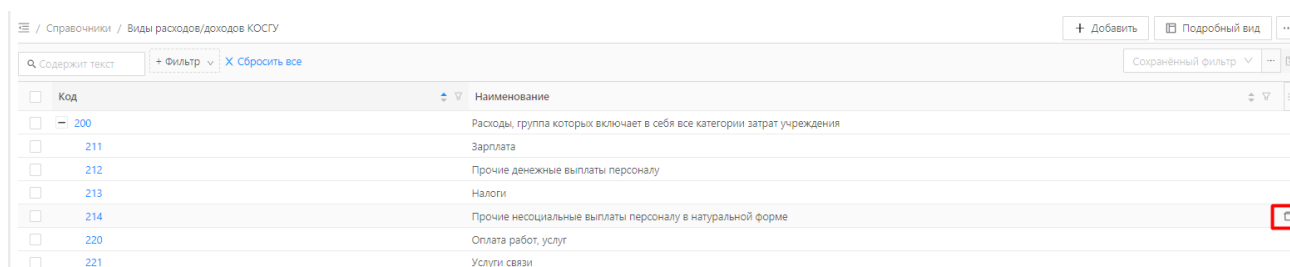 / Справочники / Виды расходов/доходов КОСГУ
+ Добавить
Подробный вид
...
Содержит текст
+ Фильтр
X Сбросить все
Сохранённый фильтр
...
Код
Наименование
200 Расходы, группа которых включает в себя все категории затрат учреждения
211 Зарплата
212 Прочие денежные выплаты персоналу
213 Налоги
214 Прочие несоциальные выплаты персоналу в натуральной форме
220 Оплата работ, услуг
221 Услуги связи